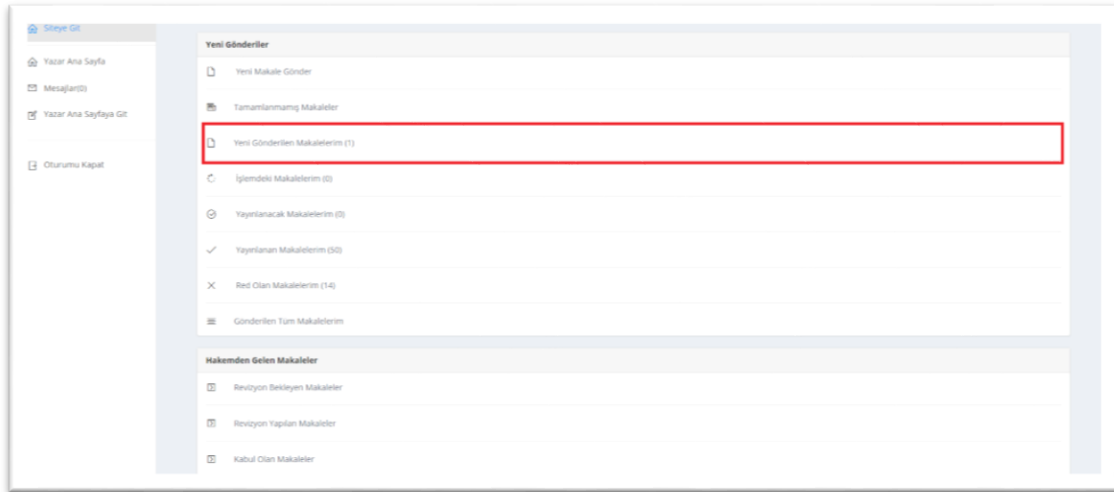 Siteye Git
Yazar Ana Sayfa
Mesajlar(0)
Yazar Ana Sayfaya Git
Oturumu Kapat
Yeni Gönderiler
Yeni Makale Gönder
Tamamlanmamış Makaleler
Yeni Gönderilen Makalelerim (1)
İşlemdeki Makalelerim (0)
Yayınlanacak Makalelerim (0)
Yayınlanan Makalelerim (50)
Red Olan Makalelerim (14)
Gönderilen Tüm Makalelerim
Hakemden Gelen Makaleler
Revizyon Bekleyen Makaleler
Revizyon Yapılan Makaleler
Kabul Olan Makaleler